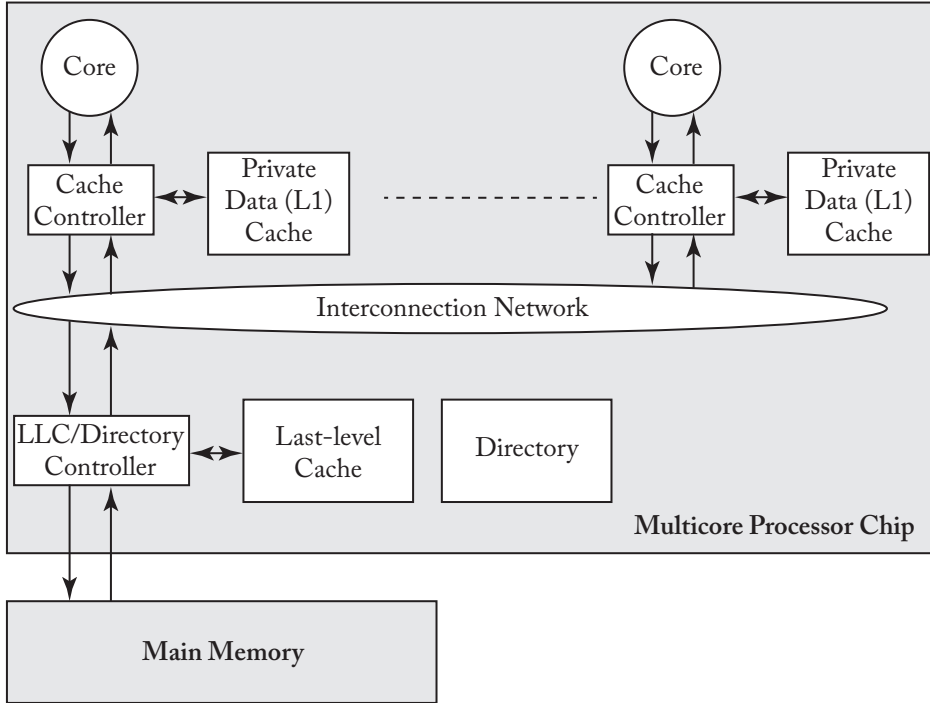 Core
Core
Cache
Controller
Private
Data (L1)
Cache
Cache
Controller
Private
Data (L1)
Cache
Interconnection Network
LLC/Directory
Controller
Last-level
Cache
Directory
Multicore Processor Chip
Main Memory